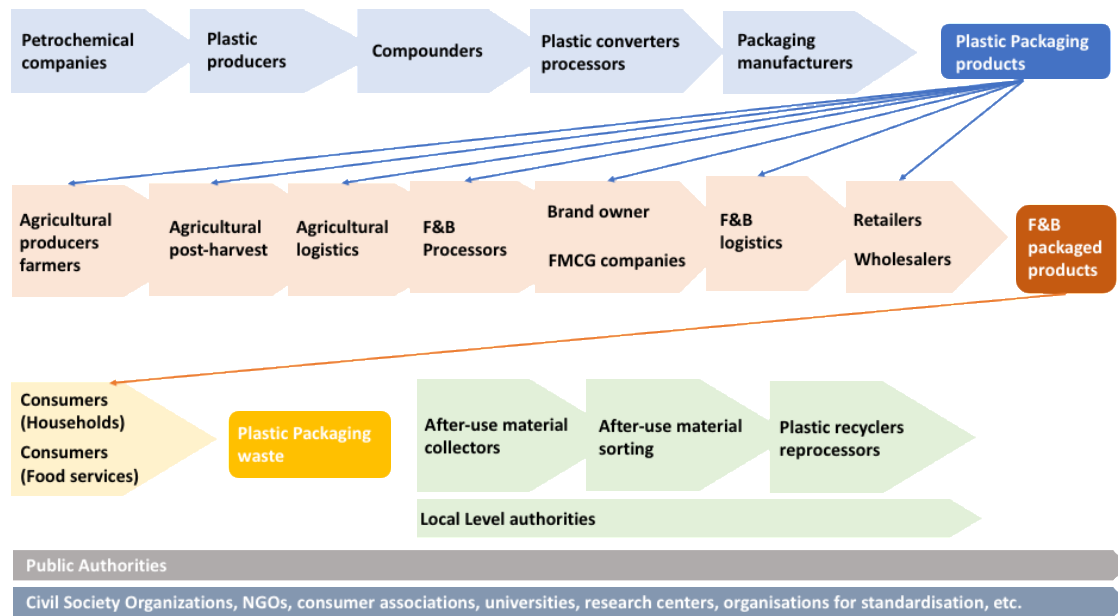 Petrochemical
companies
Plastic
producers
Compounders
Plastic converters
processors
Packaging
manufacturers
Plastic Packaging
products
Agricultural
producers
farmers
Agricultural
post-harvest
Agricultural
logistics
F&B
Processors
Brand owner
FMCG companies
F&B
logistics
Retailers
Wholesalers
F&B
packaged
products
Consumers
(Households)
Consumers
(Food services)
Plastic Packaging
waste
After-use material
collectors
After-use material
sorting
Plastic recyclers
reprocessors
Local Level authorities
Public Authorities
Civil Society Organizations, NGOs, consumer associations, universities, research centers, organisations for standardisation, etc.